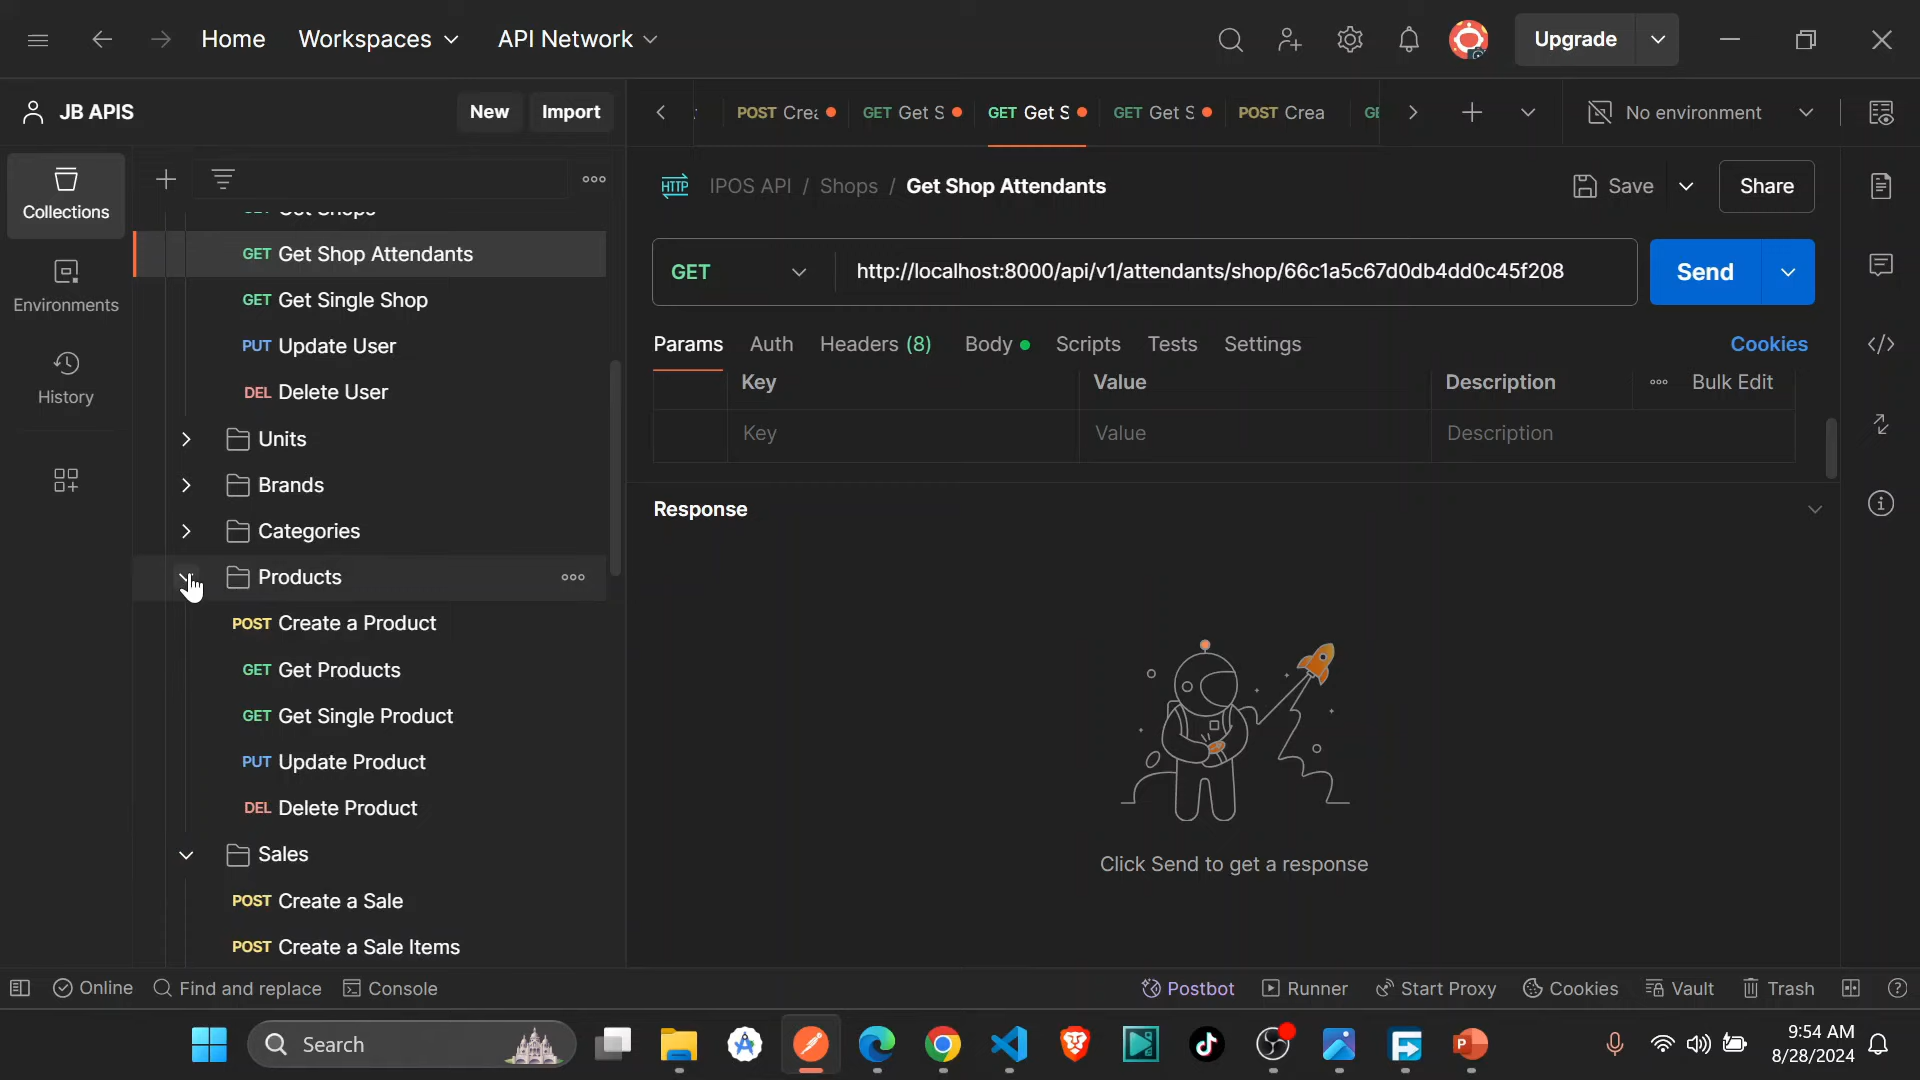 Home
Workspaces
API Network
Upgrade
JB APIS
New
Import
POST Crea
GET Get S
GET Get S
GET Get S
POST Crea
GE
No environment
Collections
Environments
History
Get Shops
GET Get Shop Attendants
GET Get Single Shop
PUT Update User
DEL Delete User
Units
Brands
Categories
Products
POST Create a Product
GET Get Products
GET Get Single Product
PUT Update Product
DEL Delete Product
Sales
POST Create a Sale
POST Create a Sale Items
HTTP IPOS API / Shops / Get Shop Attendants
Save
Share
GET
http://localhost:8000/api/v1/attendants/shop/66c1a5c67d0db4dd0c45f208
Send
Params Auth Headers (8) Body Scripts Tests Settings
Cookies
Key Value Description Bulk Edit
Key Value Description
Response
Click Send to get a response
Online
Find and replace
Console
Postbot
Runner
Start Proxy
Cookies
Vault
Trash
Search
9:54 AM
8/28/2024